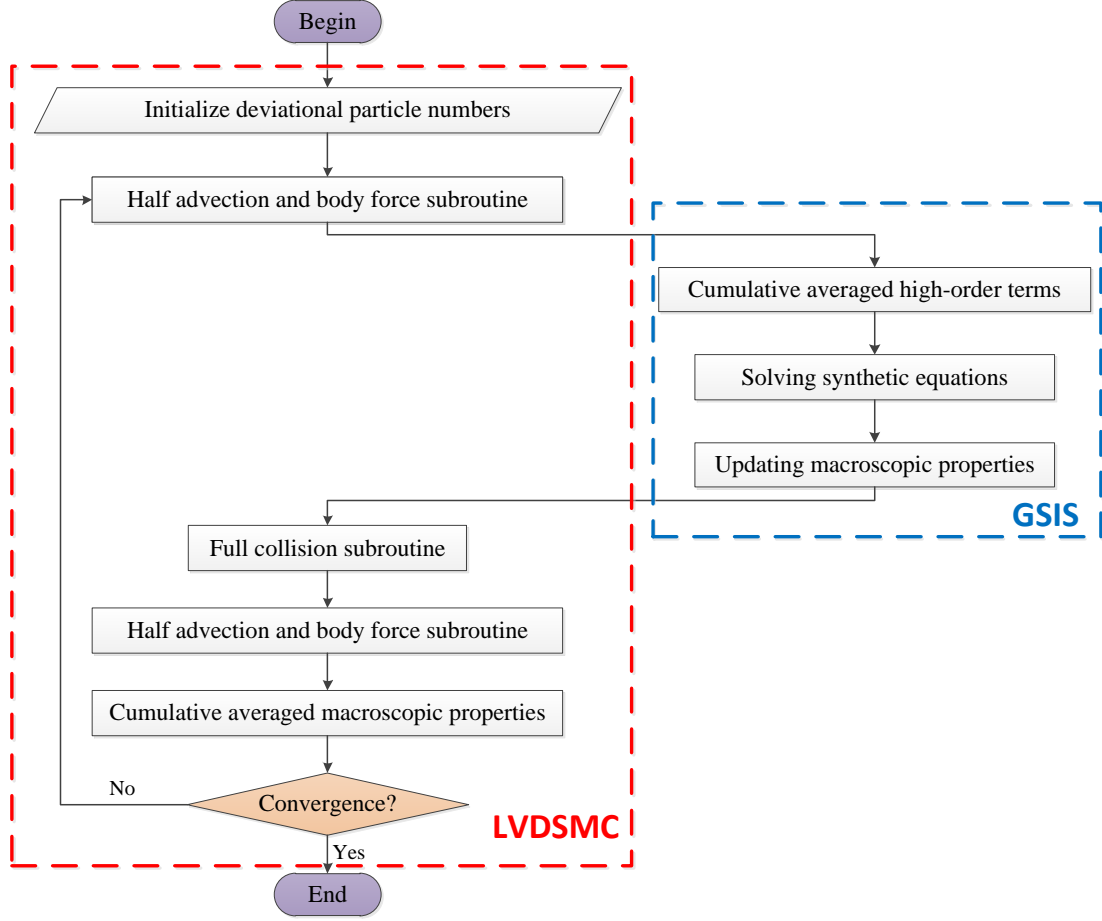 Begin
Initialize deviational particle numbers
Half advection and body force subroutine
Cumulative averaged high-order terms
Solving synthetic equations
Updating macroscopic properties
GSIS
Full collision subroutine
Half advection and body force subroutine
Cumulative averaged macroscopic properties
No
Convergence?
LVDSMC
Yes
End